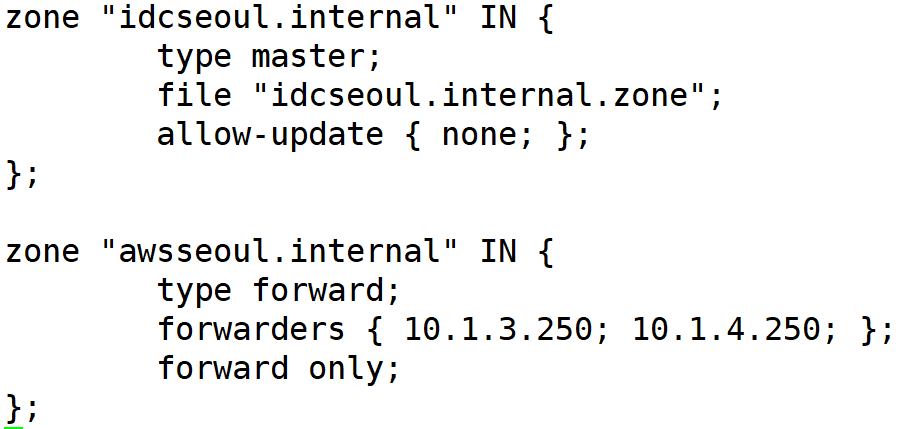 zone "idcseoul.internal" IN {
        type master;
        file "idcseoul.internal.zone";
        allow-update { none; };
};

zone "awsseoul.internal" IN {
        type forward;
        forwarders { 10.1.3.250; 10.1.4.250; };
        forward only;
};